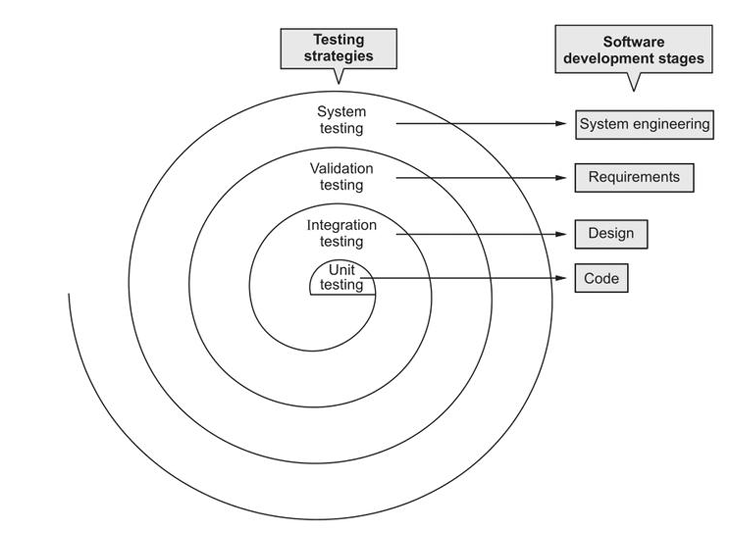 Testing
strategies
Software
development stages
System
testing
System engineering
Validation
testing
Requirements
Integration
testing
Design
Unit
testing
Code